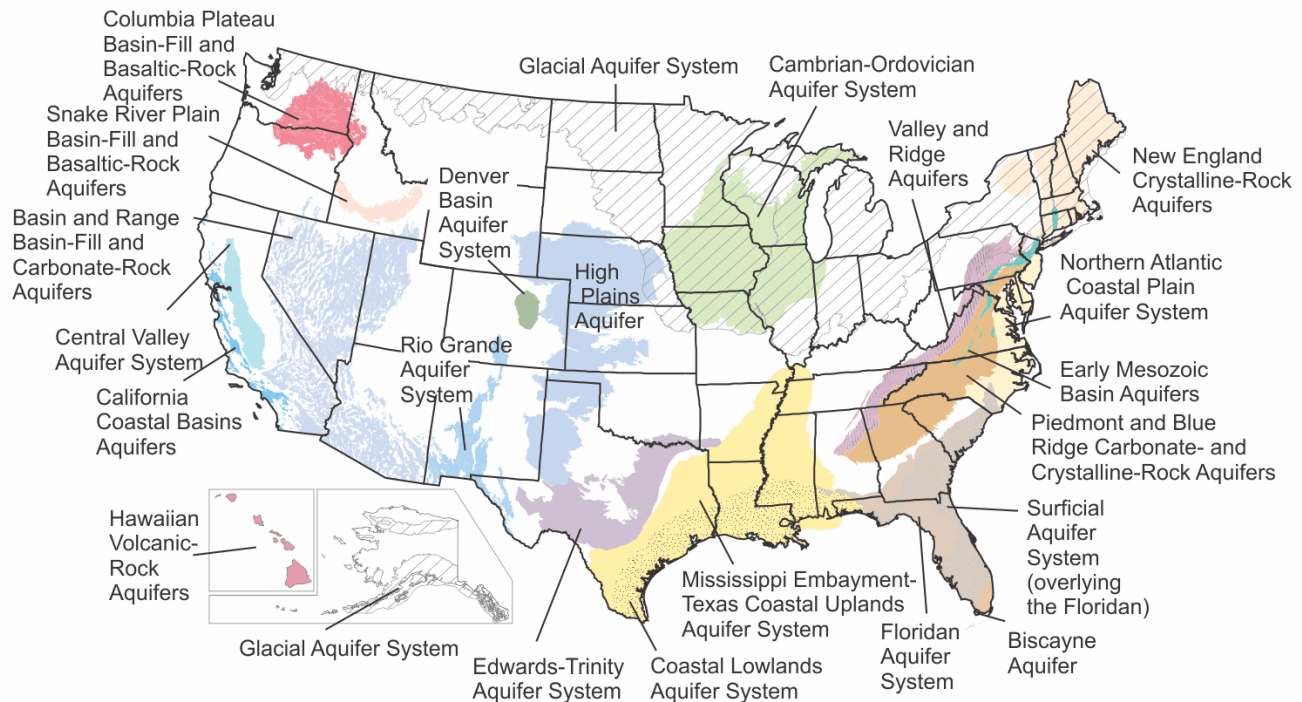 Columbia Plateau
Basin-Fill and
Basaltic-Rock
Aquifers
Snake River Plain
Basin-Fill and
Basaltic-Rock
Aquifers
Basin and Range
Basin-Fill and
Carbonate-Rock
Aquifers
Central Valley
Aquifer System
California
Coastal Basins
Aquifers
Hawaiian
Volcanic-
Rock
Aquifers
Glacial Aquifer System
Denver
Basin
Aquifer
System
Rio Grande
Aquifer
System
High
Plains
Aquifer
Glacial Aquifer System
Cambrian-Ordovician
Aquifer System
Valley and
Ridge
Aquifers
New England
Crystalline-Rock
Aquifers
Northern Atlantic
Coastal Plain
Aquifer System
Early Mesozoic
Basin Aquifers
Piedmont and Blue
Ridge Carbonate- and
Crystalline-Rock Aquifers
Surficial
Aquifer
System
(overlying
the Floridan)
Biscayne
Aquifer
Floridan
Aquifer
System
Mississippi Embayment-
Texas Coastal Uplands
Aquifer System
Coastal Lowlands
Aquifer System
Edwards-Trinity
Aquifer System